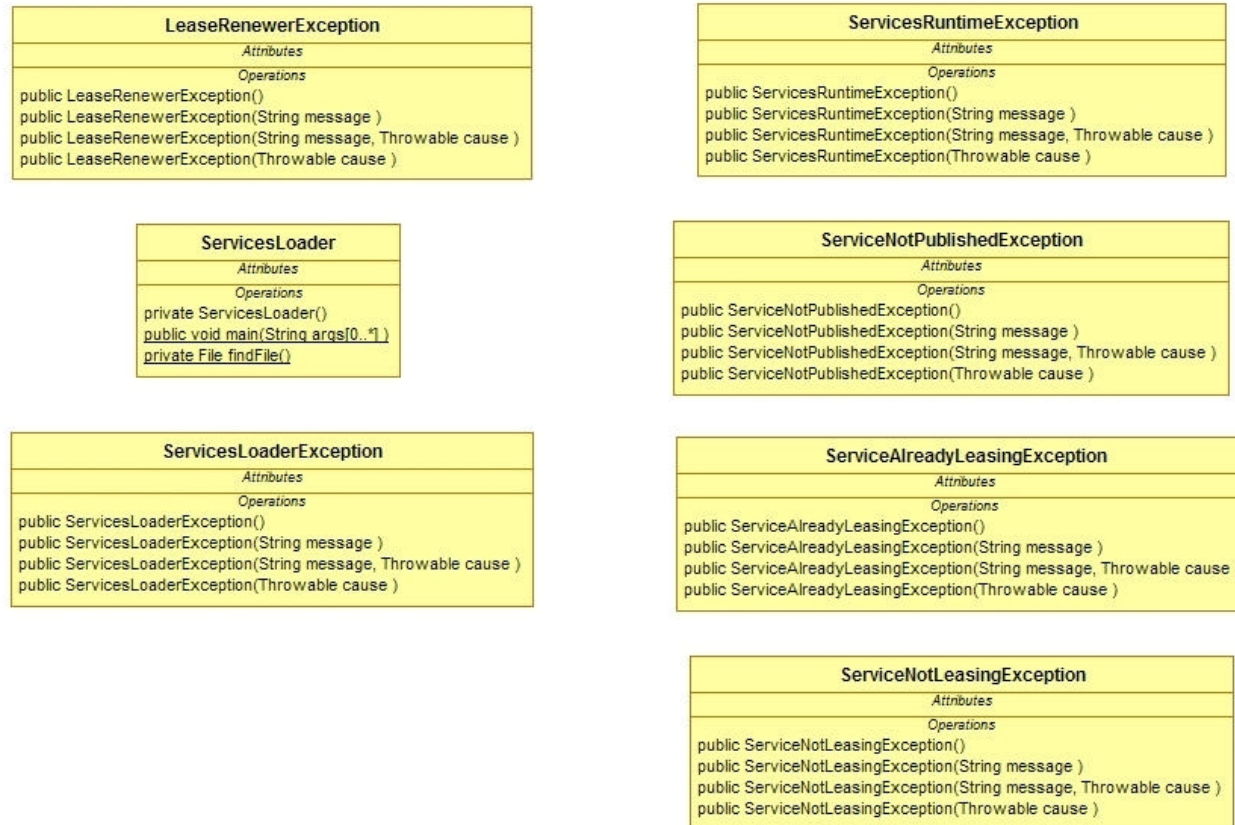 LeaseRenewerException
Attributes
Operations
public LeaseRenewerException()
public LeaseRenewerException(String message )
public LeaseRenewerException(String message, Throwable cause )
public LeaseRenewerException(Throwable cause )
ServicesLoader
Attributes
Operations
private ServicesLoader()
public void main(String args[0..*] )
private File findFile()
ServicesLoaderException
Attributes
Operations
public ServicesLoaderException()
public ServicesLoaderException(String message )
public ServicesLoaderException(String message, Throwable cause )
public ServicesLoaderException(Throwable cause )
ServicesRuntimeException
Attributes
Operations
public ServicesRuntimeException()
public ServicesRuntimeException(String message )
public ServicesRuntimeException(String message, Throwable cause )
public ServicesRuntimeException(Throwable cause )
ServiceNotPublishedException
Attributes
Operations
public ServiceNotPublishedException()
public ServiceNotPublishedException(String message )
public ServiceNotPublishedException(String message, Throwable cause )
public ServiceNotPublishedException(Throwable cause )
ServiceAlreadyLeasingException
Attributes
Operations
public ServiceAlreadyLeasingException()
public ServiceAlreadyLeasingException(String message )
public ServiceAlreadyLeasingException(String message, Throwable cause
public ServiceAlreadyLeasingException(Throwable cause )
ServiceNotLeasingException
Attributes
Operations
public ServiceNotLeasingException()
public ServiceNotLeasingException(String message )
public ServiceNotLeasingException(String message, Throwable cause )
public ServiceNotLeasingException(Throwable cause )